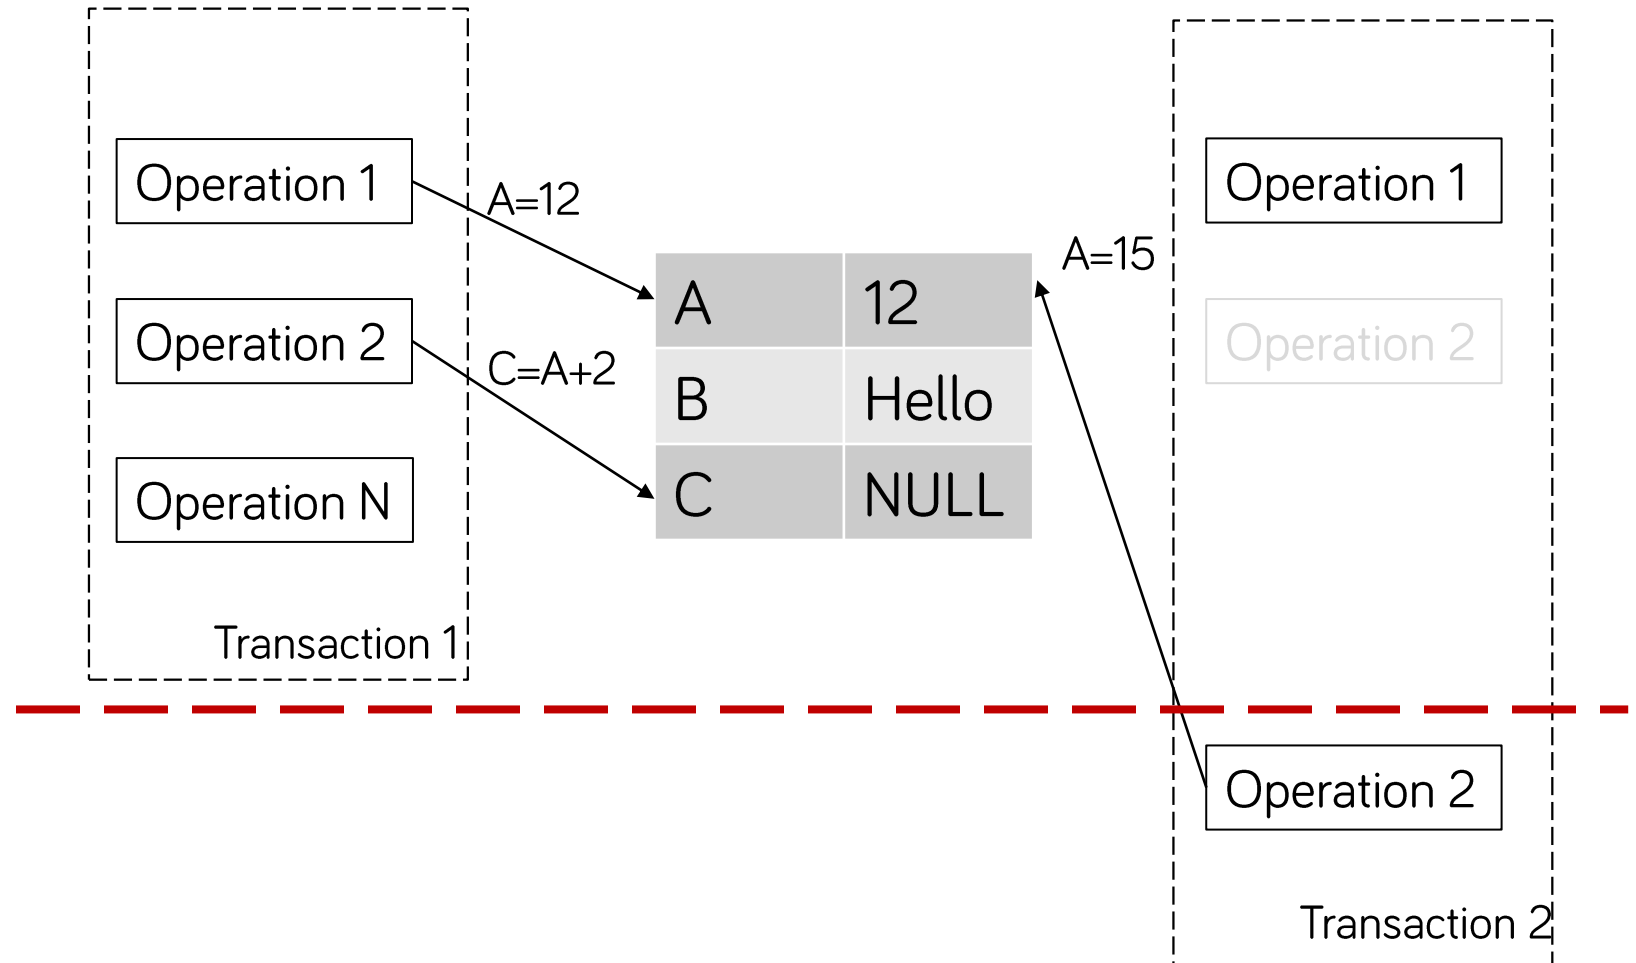 Operation 1
A=12
Operation 2
C=A+2
Operation N
Transaction 1
A 12
B Hello
C NULL
A=15
Operation 1
Operation 2
Operation 2
Transaction 2